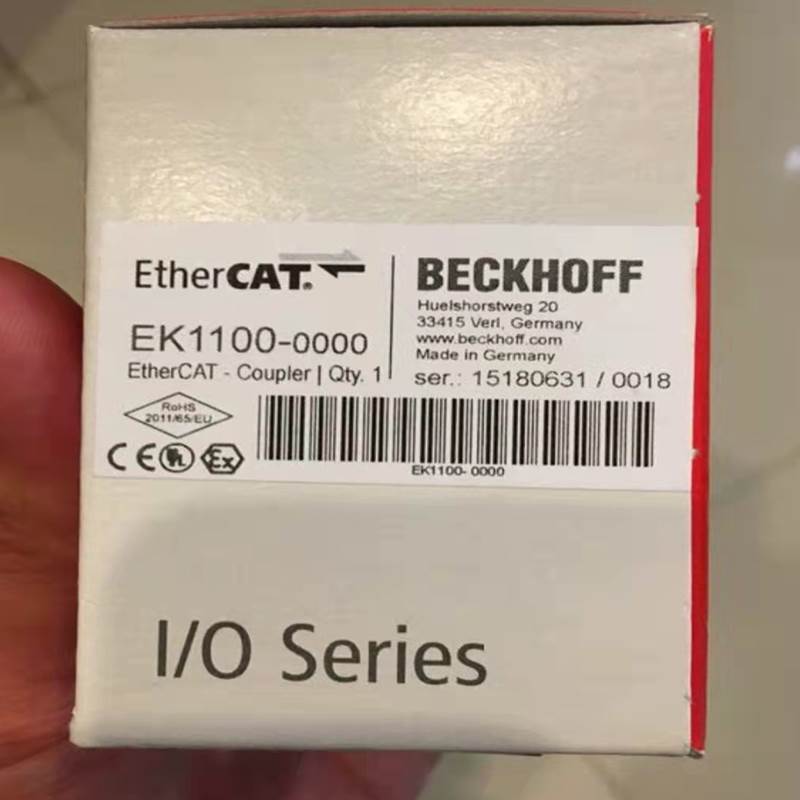 EtherCAT®
EK1100-0000
EtherCAT - Coupler | Qty. 1
BECKHOFF
Huelshorstweg 20
33415 Verl, Germany
www.beckhoff.com
Made in Germany
ser.: 15180631 / 0018
RoHS
2011/65/EU
CE UL Ex
EK1100- 0000
I/O Series